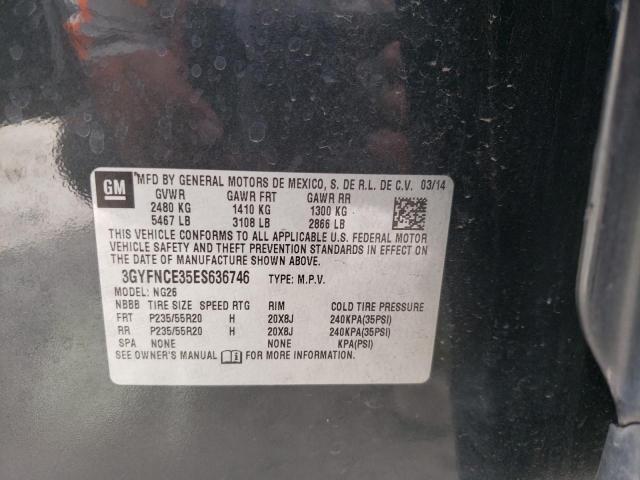 GM
MFD BY GENERAL MOTORS DE MEXICO, S. DE R.L. DE C.V. 03/14
GVWR GAWR FRT GAWR RR
2480 KG 1410 KG 1300 KG
5467 LB 3108 LB 2866 LB
THIS VEHICLE CONFORMS TO ALL APPLICABLE U.S. FEDERAL MOTOR
VEHICLE SAFETY AND THEFT PREVENTION STANDARDS IN EFFECT ON
THE DATE OF MANUFACTURE SHOWN ABOVE.
3GYFNCE35ES636746 TYPE: M.P.V.
MODEL: NG26
NBBB TIRE SIZE SPEED RTG RIM COLD TIRE PRESSURE
FRT P235/55R20 H 20X8J 240KPA(35PSI)
RR P235/55R20 H 20X8J 240KPA(35PSI)
SPA NONE NONE KPA(PSI)
SEE OWNER'S MANUAL FOR MORE INFORMATION.